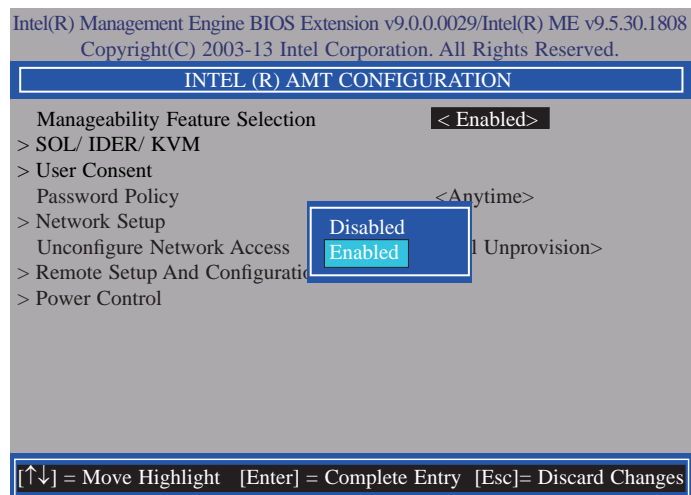 Intel(R) Management Engine BIOS Extension v9.0.0.0029/Intel(R) ME v9.5.30.1808
Copyright(C) 2003-13 Intel Corporation. All Rights Reserved.
INTEL (R) AMT CONFIGURATION
Manageability Feature Selection < Enabled>
> SOL/ IDER/ KVM
> User Consent
Password Policy <Anytime>
> Network Setup
Disabled
Unconfigure Network Access l Unprovision>
Enabled
> Remote Setup And Configuratio
> Power Control
[↑↓] = Move Highlight [Enter] = Complete Entry [Esc]= Discard Changes